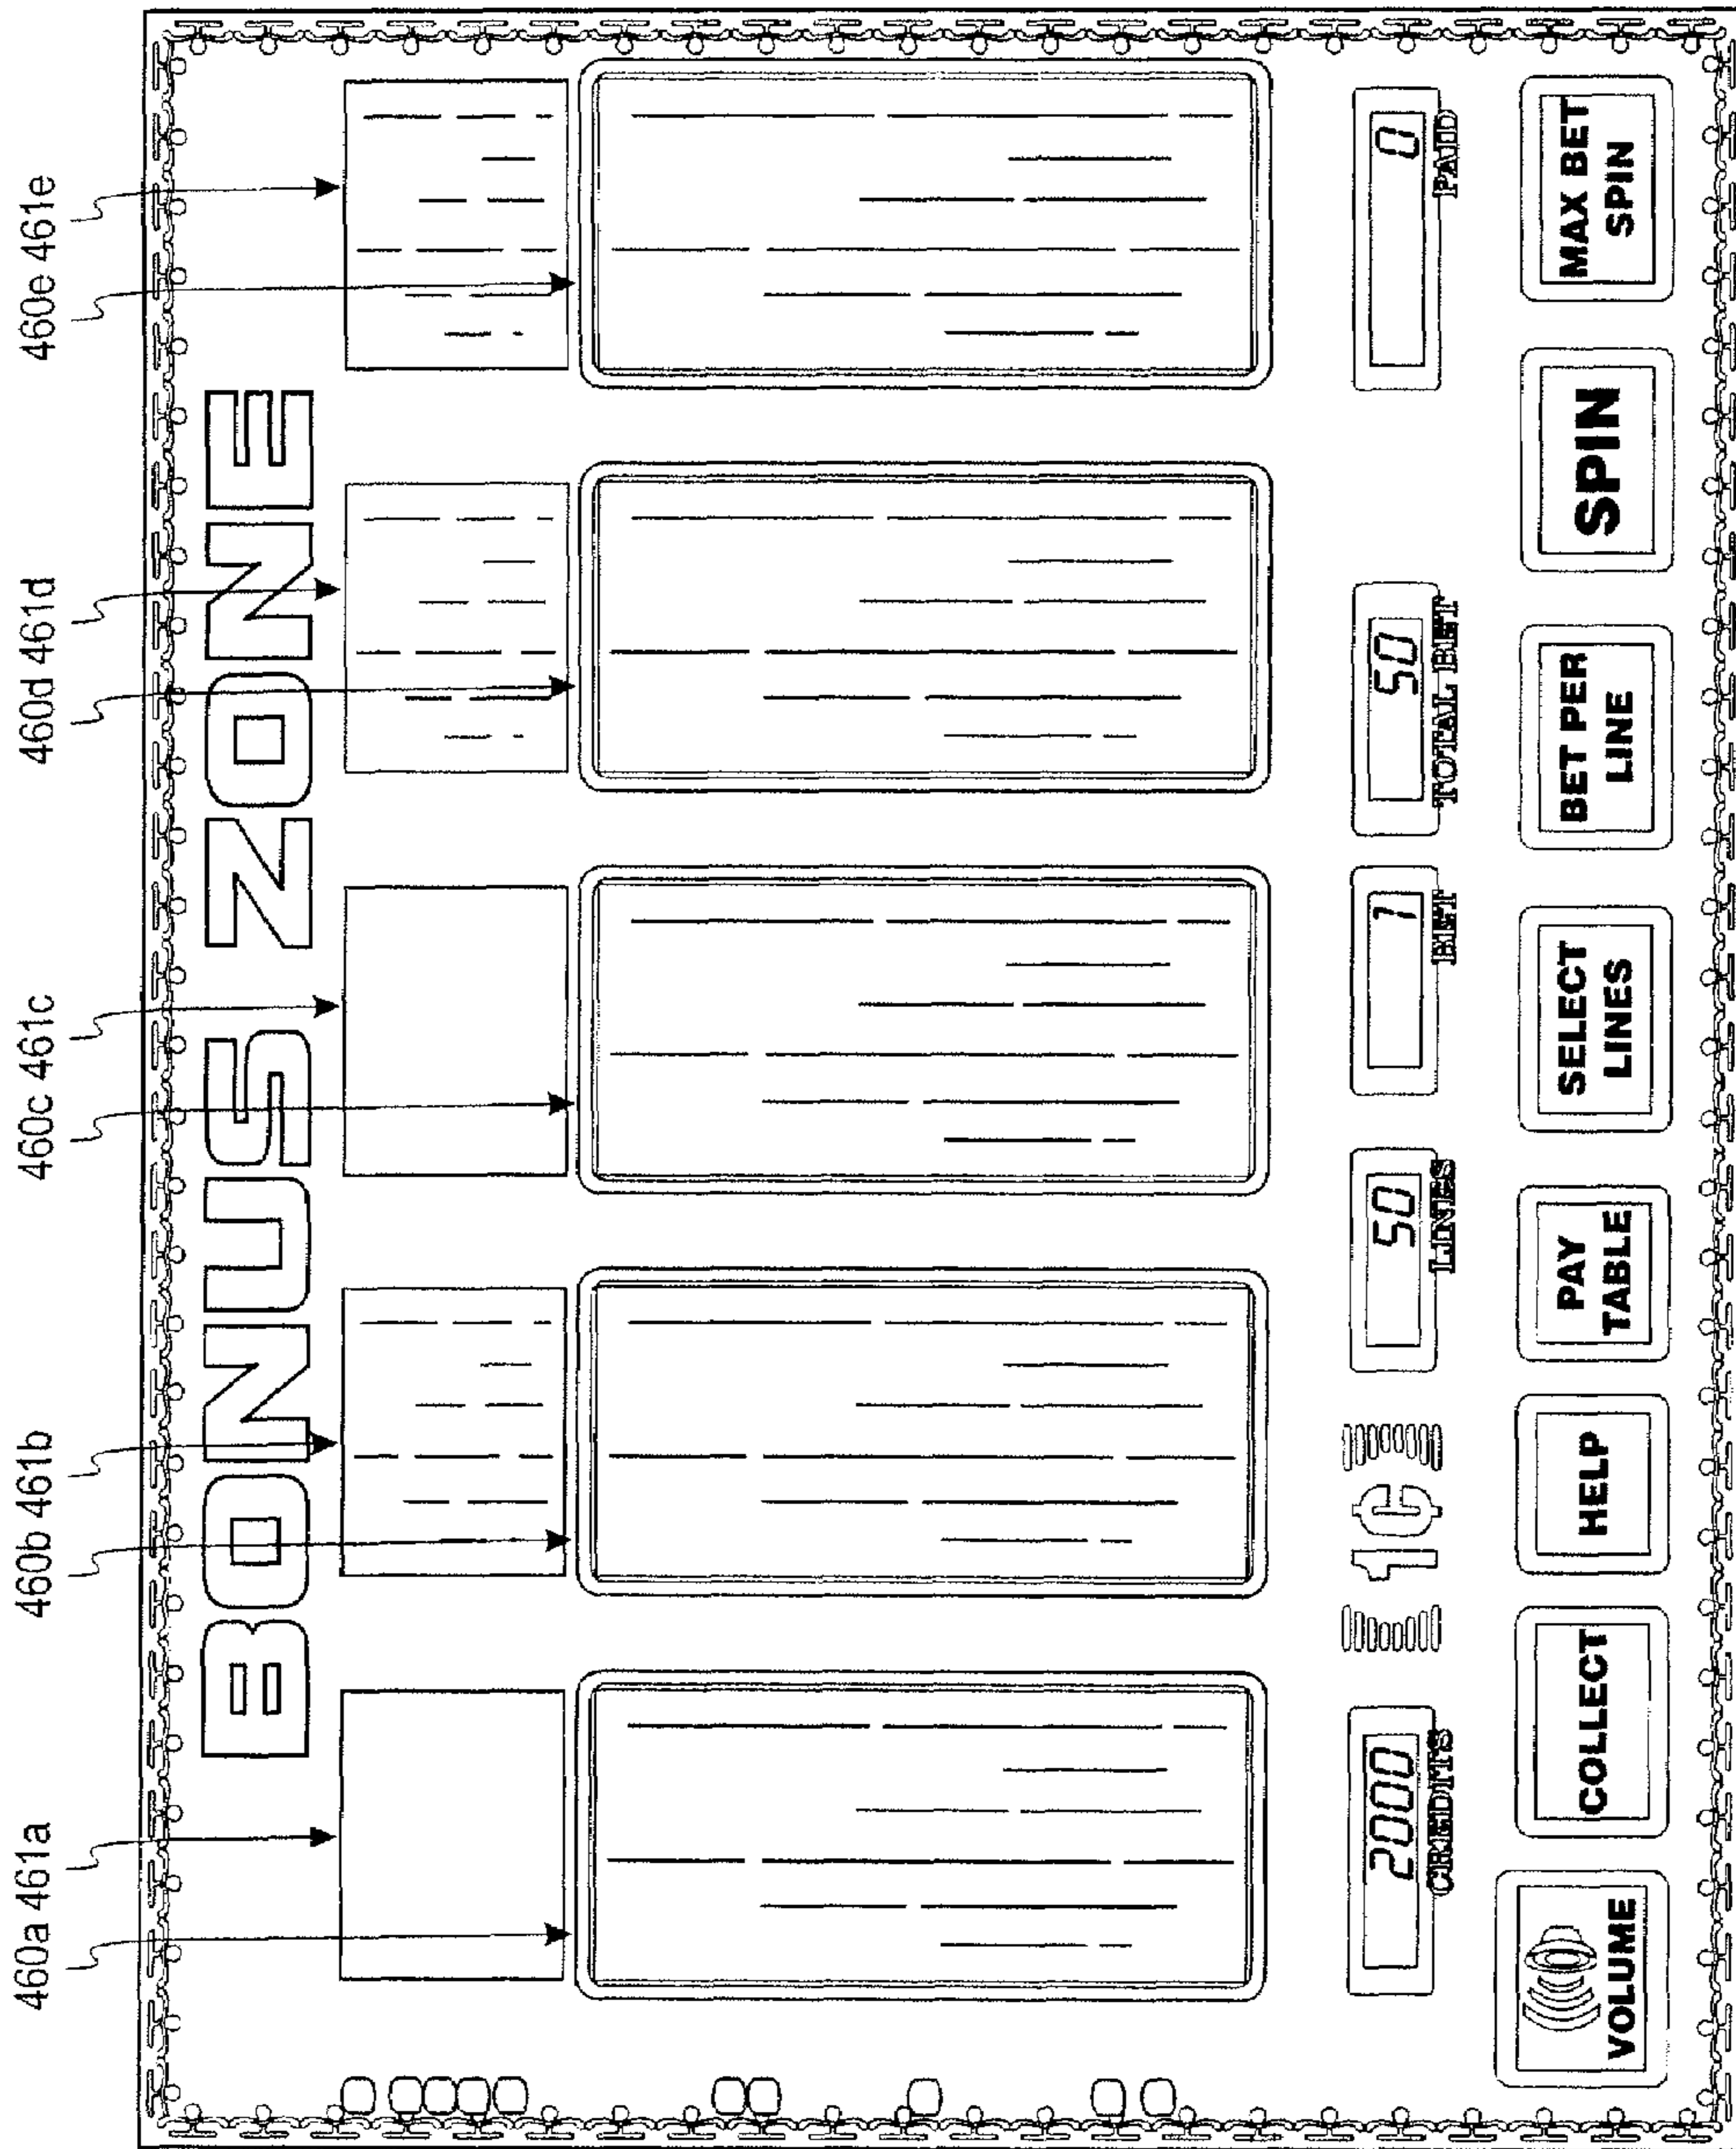 460a 461a 460b 461b 460c 461c 460d 461d 460e 461e
BONUS ZONE
2000 1¢ 50 1 50 0
CREDITS LINES BET TOTAL BET PAID
VOLUME
COLLECT
HELP
PAY
TABLE
SELECT
LINES
BET PER
LINE
SPIN
MAX BET
SPIN